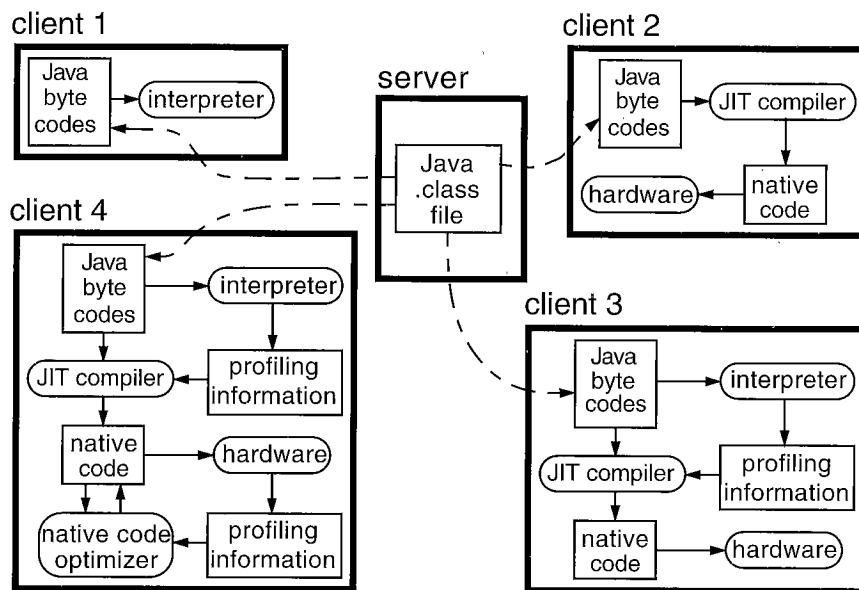 client 1
Java
byte
codes
interpreter
server
Java
.class
file
client 2
Java
byte
codes
JIT compiler
native
code
hardware
client 4
Java
byte
codes
interpreter
profiling
information
JIT compiler
native
code
hardware
profiling
information
native code
optimizer
client 3
Java
byte
codes
interpreter
profiling
information
JIT compiler
native
code
hardware